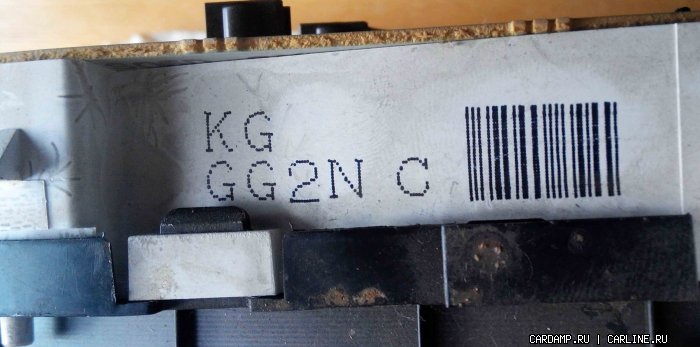 KG
GG2N C
CARDAMP.RU | CARLINE.RU